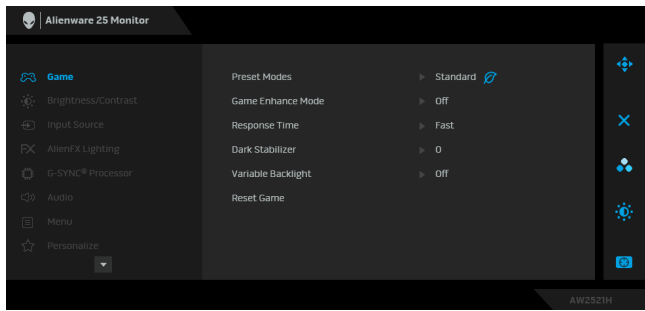 Alienware 25 Monitor
Game
Brightness/Contrast
Input Source
AlienFX Lighting
G-SYNC® Processor
Audio
Menu
Personalize
Preset Modes Standard
Game Enhance Mode Off
Response Time Fast
Dark Stabilizer 0
Variable Backlight Off
Reset Game
FX
AW2521H